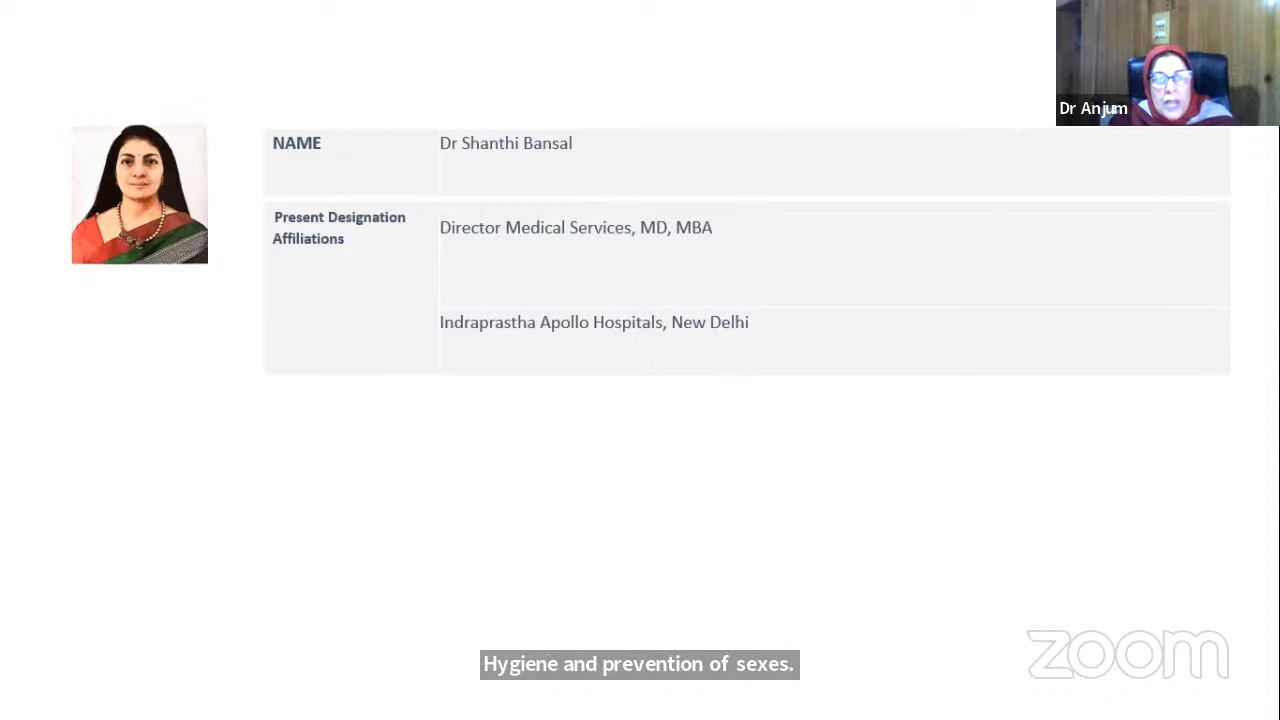 Dr Anjum
NAME
Dr Shanthi Bansal
Present Designation
Affiliations
Director Medical Services, MD, MBA
Indraprastha Apollo Hospitals, New Delhi
Hygiene and prevention of sexes.
zoom